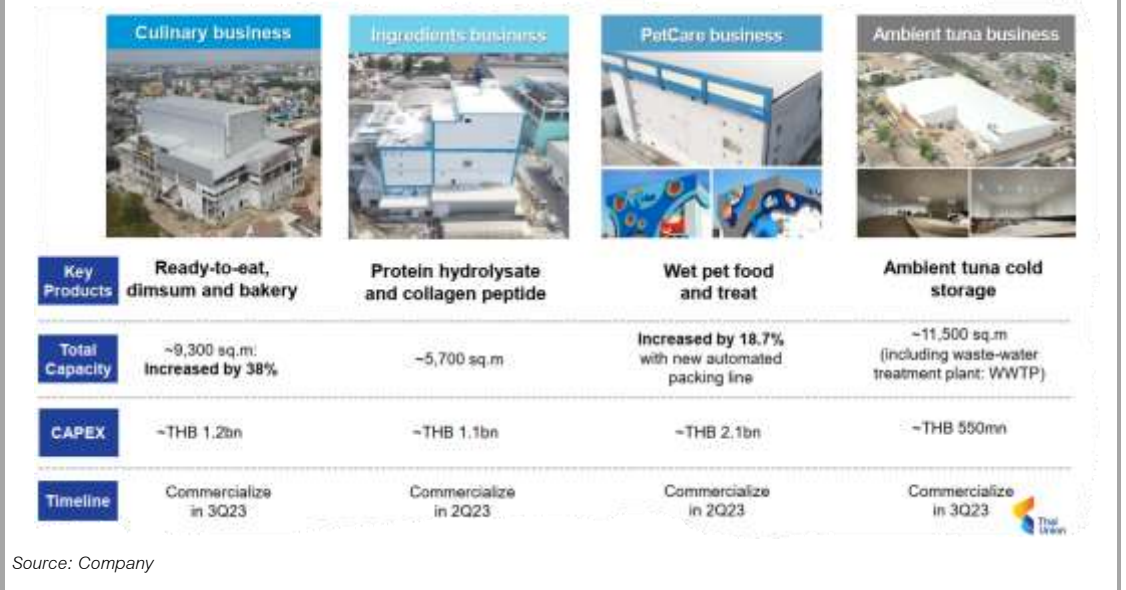 Culinary business
Ingredients business
PetCare business
Ambient tuna business
Key
Products
Ready-to-eat,
dimsum and bakery
Protein hydrolysate
and collagen peptide
Wet pet food
and treat
Ambient tuna cold
storage
Total
Capacity
~9,300 sq.m:
Increased by 38%
~5,700 sq.m
Increased by 18.7%
with new automated
packing line
~11,500 sq.m
(including waste-water
treatment plant: WWTP)
CAPEX
~THB 1.2bn
~THB 1.1bn
~THB 2.1bn
~THB 550mn
Timeline
Commercialize
in 3Q23
Commercialize
in 2Q23
Commercialize
in 2Q23
Commercialize
in 3Q23
Thai
Union
Source: Company